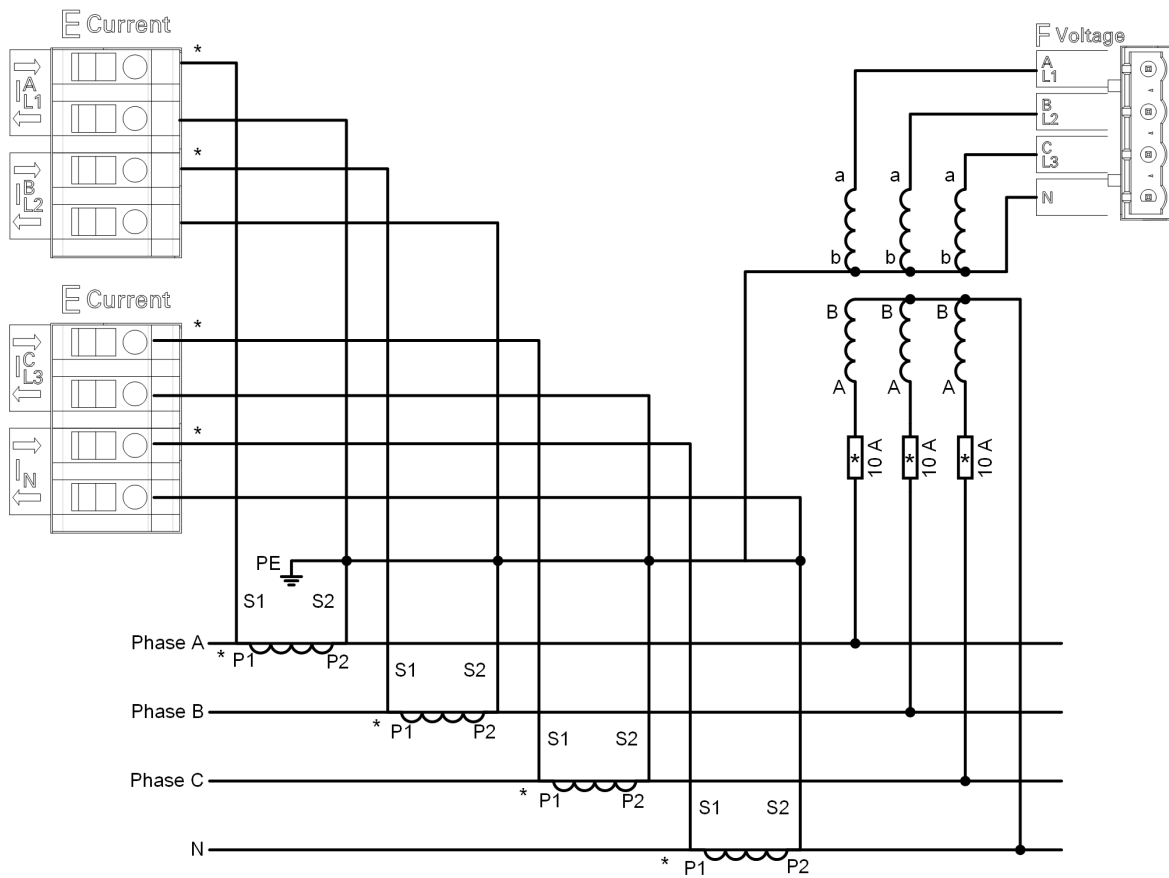 E Current
*
I A L1
*
I B L2
E Current
*
I C L3
*
I N
F Voltage
A L1
B L2
C L3
N
a
a
a
b
b
b
B
B
B
A
A
A
* 10 A
* 10 A
* 10 A
PE
S1 S2
Phase A * P1 P2
S1 S2
Phase B * P1 P2
S1 S2
Phase C * P1 P2
S1 S2
N * P1 P2